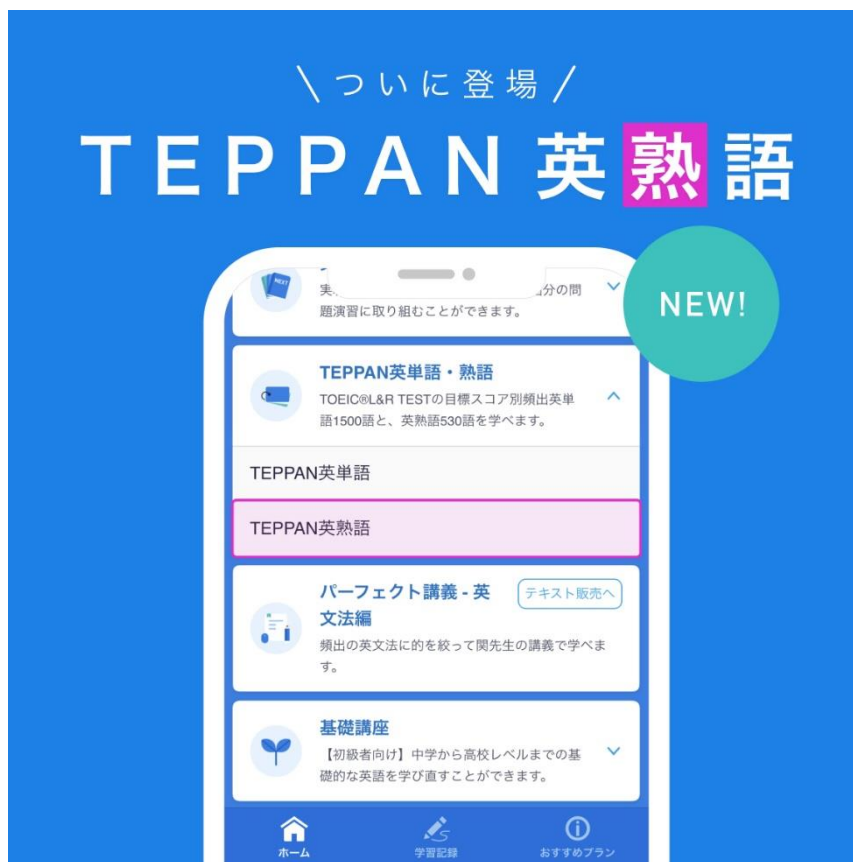 \ついに登場/
TEPPAN英熟語
NEW!
NEXT
実
分の問
題演習に取り組むことができます。
TEPPAN英単語・熟語
TOEIC®L&R TESTの目標スコア別頻出英単
語1500語と、英熟語530語を学べます。
TEPPAN英単語
TEPPAN英熟語
パーフェクト講義 - 英
文法編
テキスト販売へ
頻出の英文法に的を絞って関先生の講義で学べま
す。
基礎講座
【初級者向け】中学から高校レベルまでの基
礎的な英語を学び直すことができます。
ホーム
学習記録
おすすめプラン